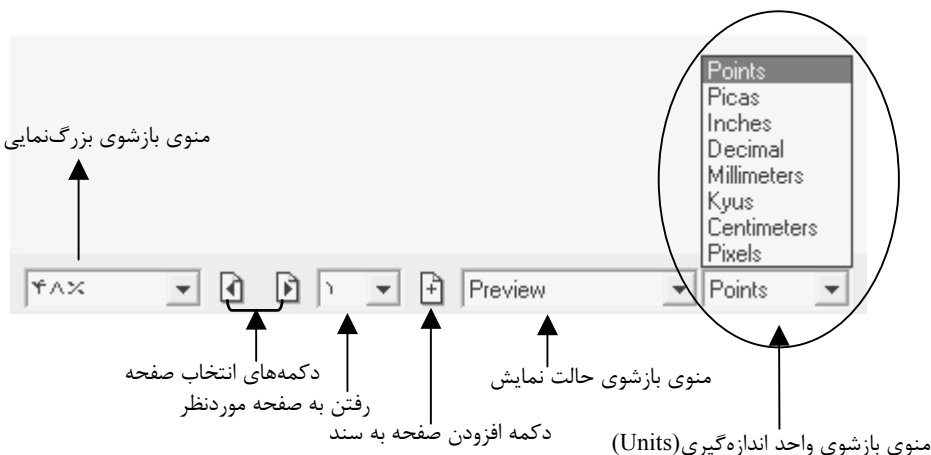 Points
Picas
Inches
Decimal
Millimeters
Kyus
Centimeters
Pixels
منوی بازشوی بزرگ‌نمایی
۴۸%
۱
Preview
Points
دکمه‌های انتخاب صفحه
منوی بازشوی حالت نمایش
رفتن به صفحه موردنظر
دکمه افزودن صفحه به سند
منوی بازشوی واحد اندازه‌گیری(Units)